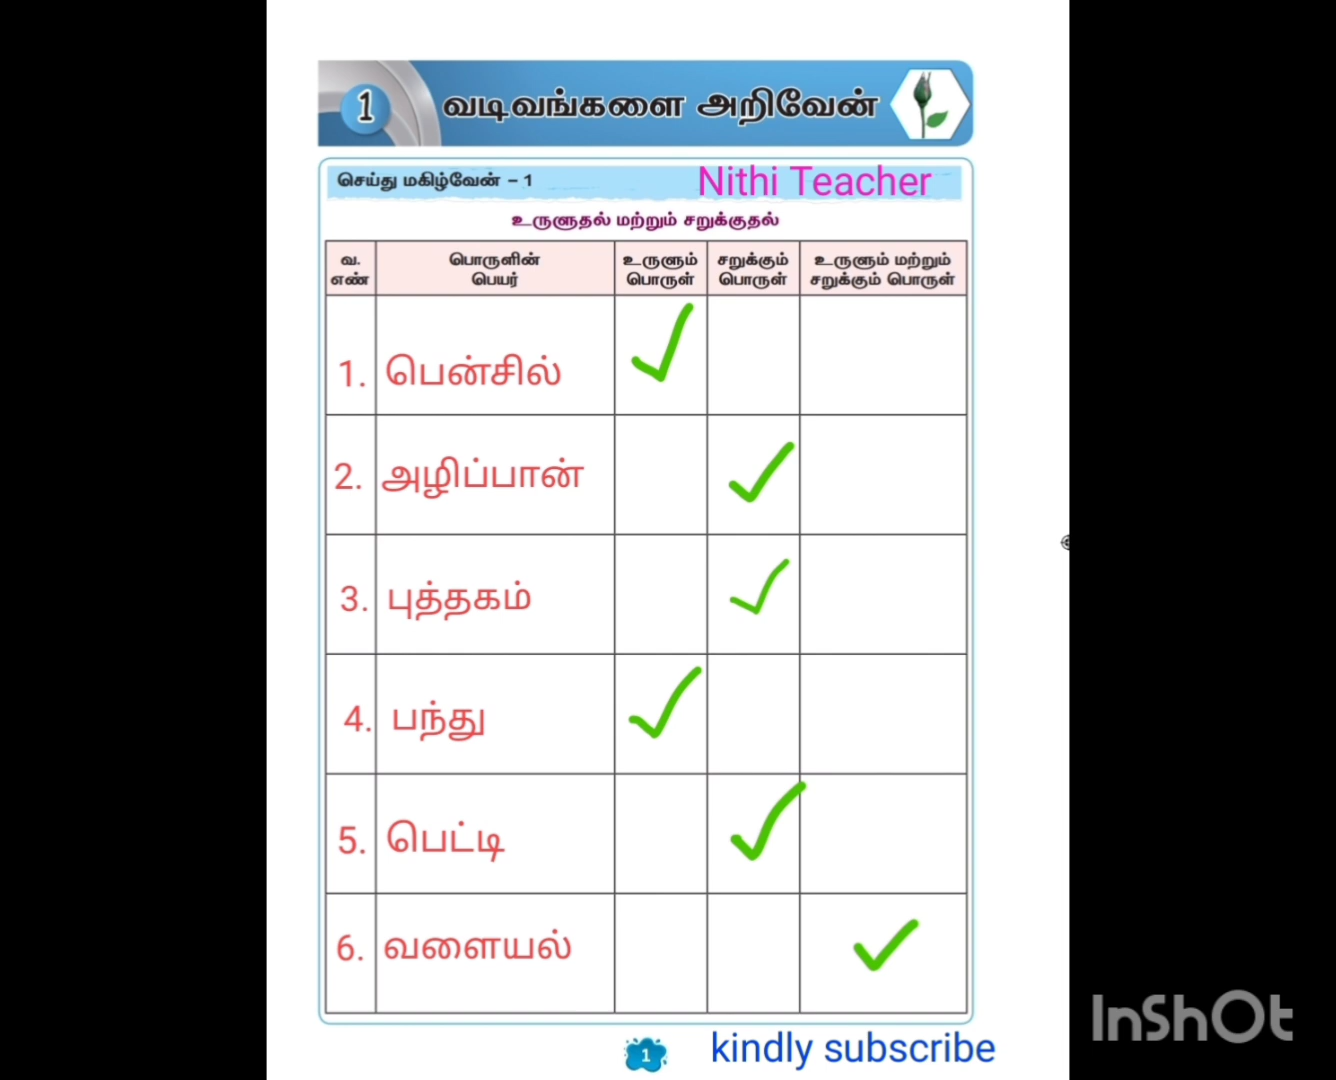 1
வடிவங்களை அறிவேன்
செய்து மகிழ்வேன் – 1
Nithi Teacher
உருளுதல் மற்றும் சறுக்குதல்
வ. எண்
பொருளின் பெயர்
உருளும் பொருள்
சறுக்கும் பொருள்
உருளும் மற்றும் சறுக்கும் பொருள்
1. பென்சில்
2. அழிப்பான்
3. புத்தகம்
4. பந்து
5. பெட்டி
6. வளையல்
1
kindly subscribe
InShOt